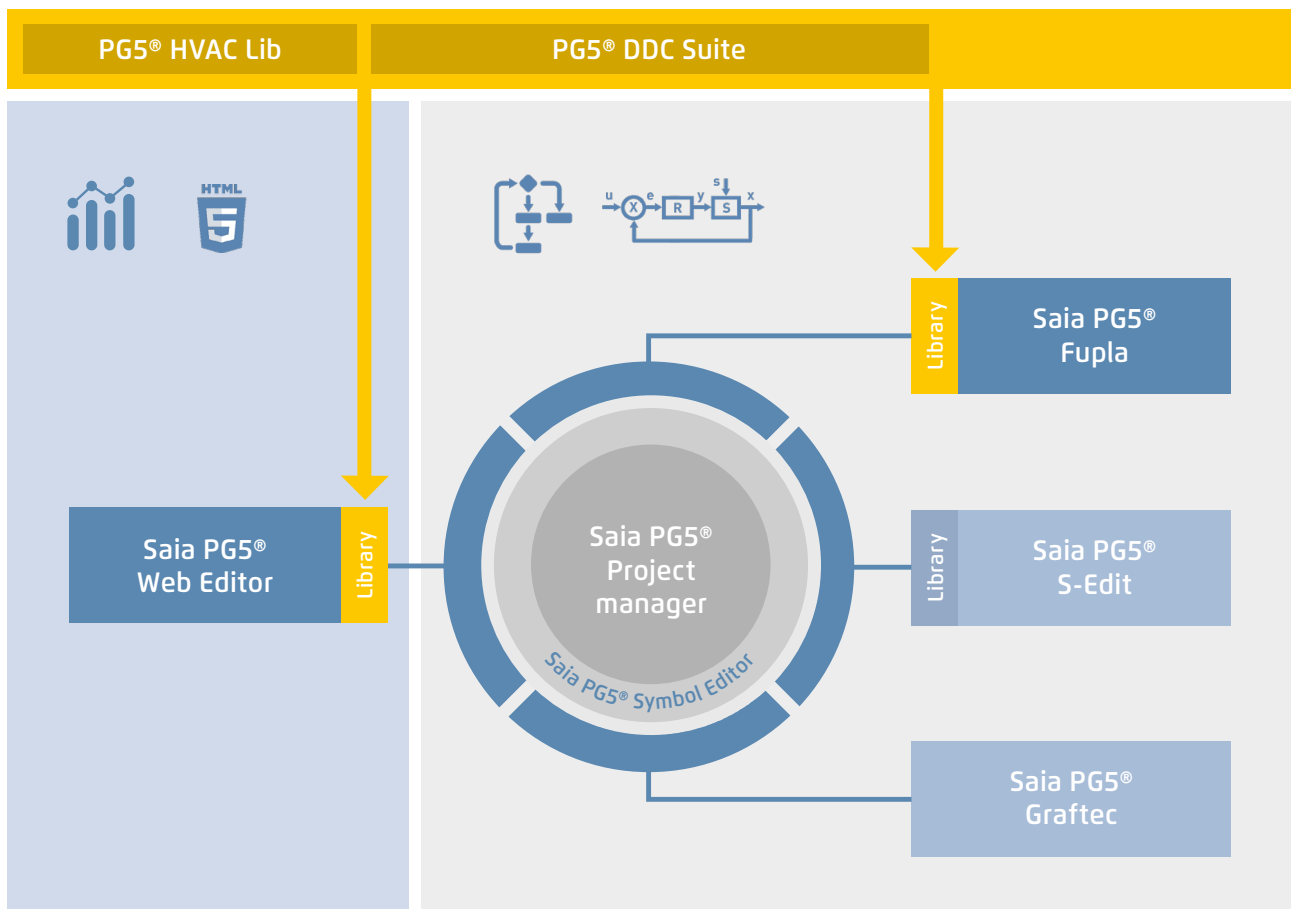 PG5® HVAC Lib
PG5® DDC Suite
HTML
5
u
e
y
s
x
X
R
S
Library
Saia PG5®
Fupla
Saia PG5®
Web Editor
Library
Saia PG5®
Project
manager
Saia PG5® Symbol Editor
Library
Saia PG5®
S-Edit
Saia PG5®
Graftec